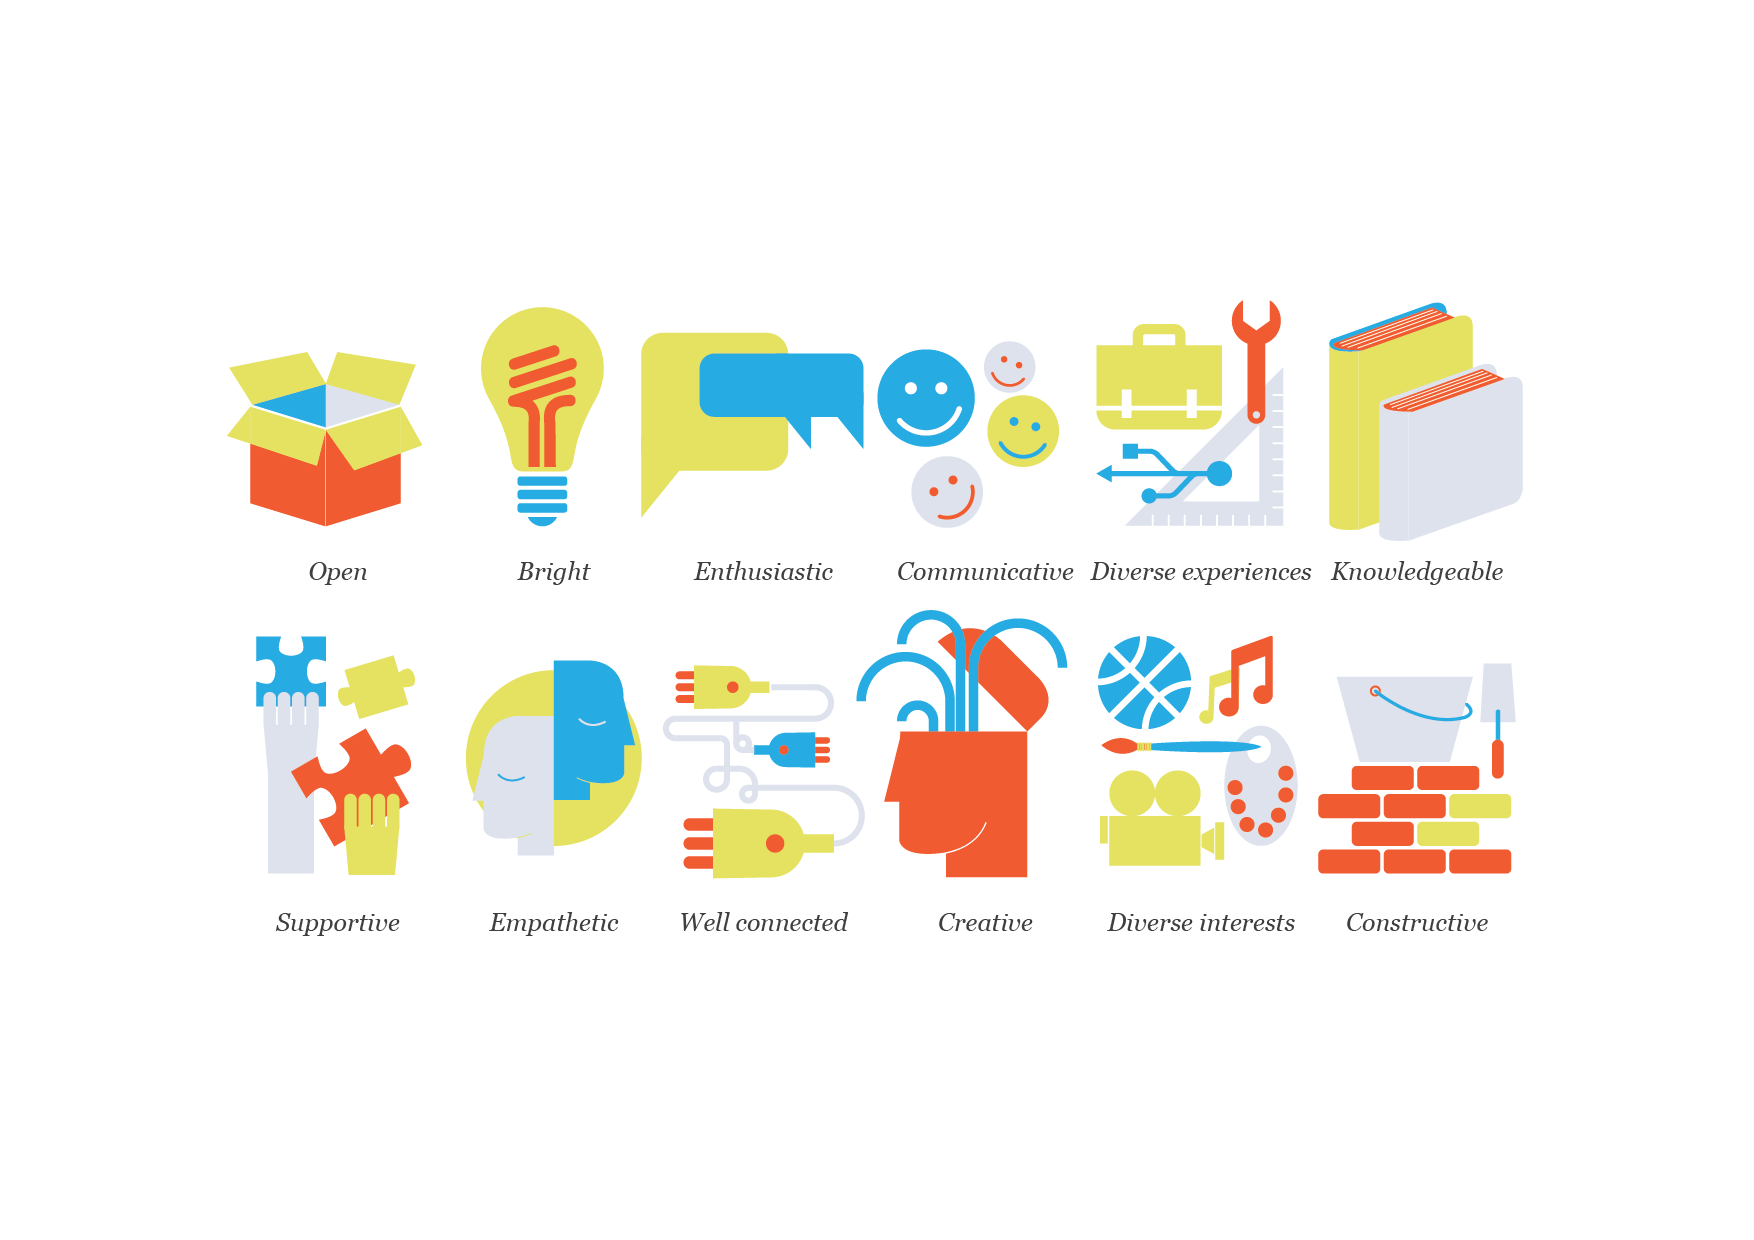 Open
Bright
Enthusiastic
Communicative
Diverse experiences
Knowledgeable
Supportive
Empathetic
Well connected
Creative
Diverse interests
Constructive